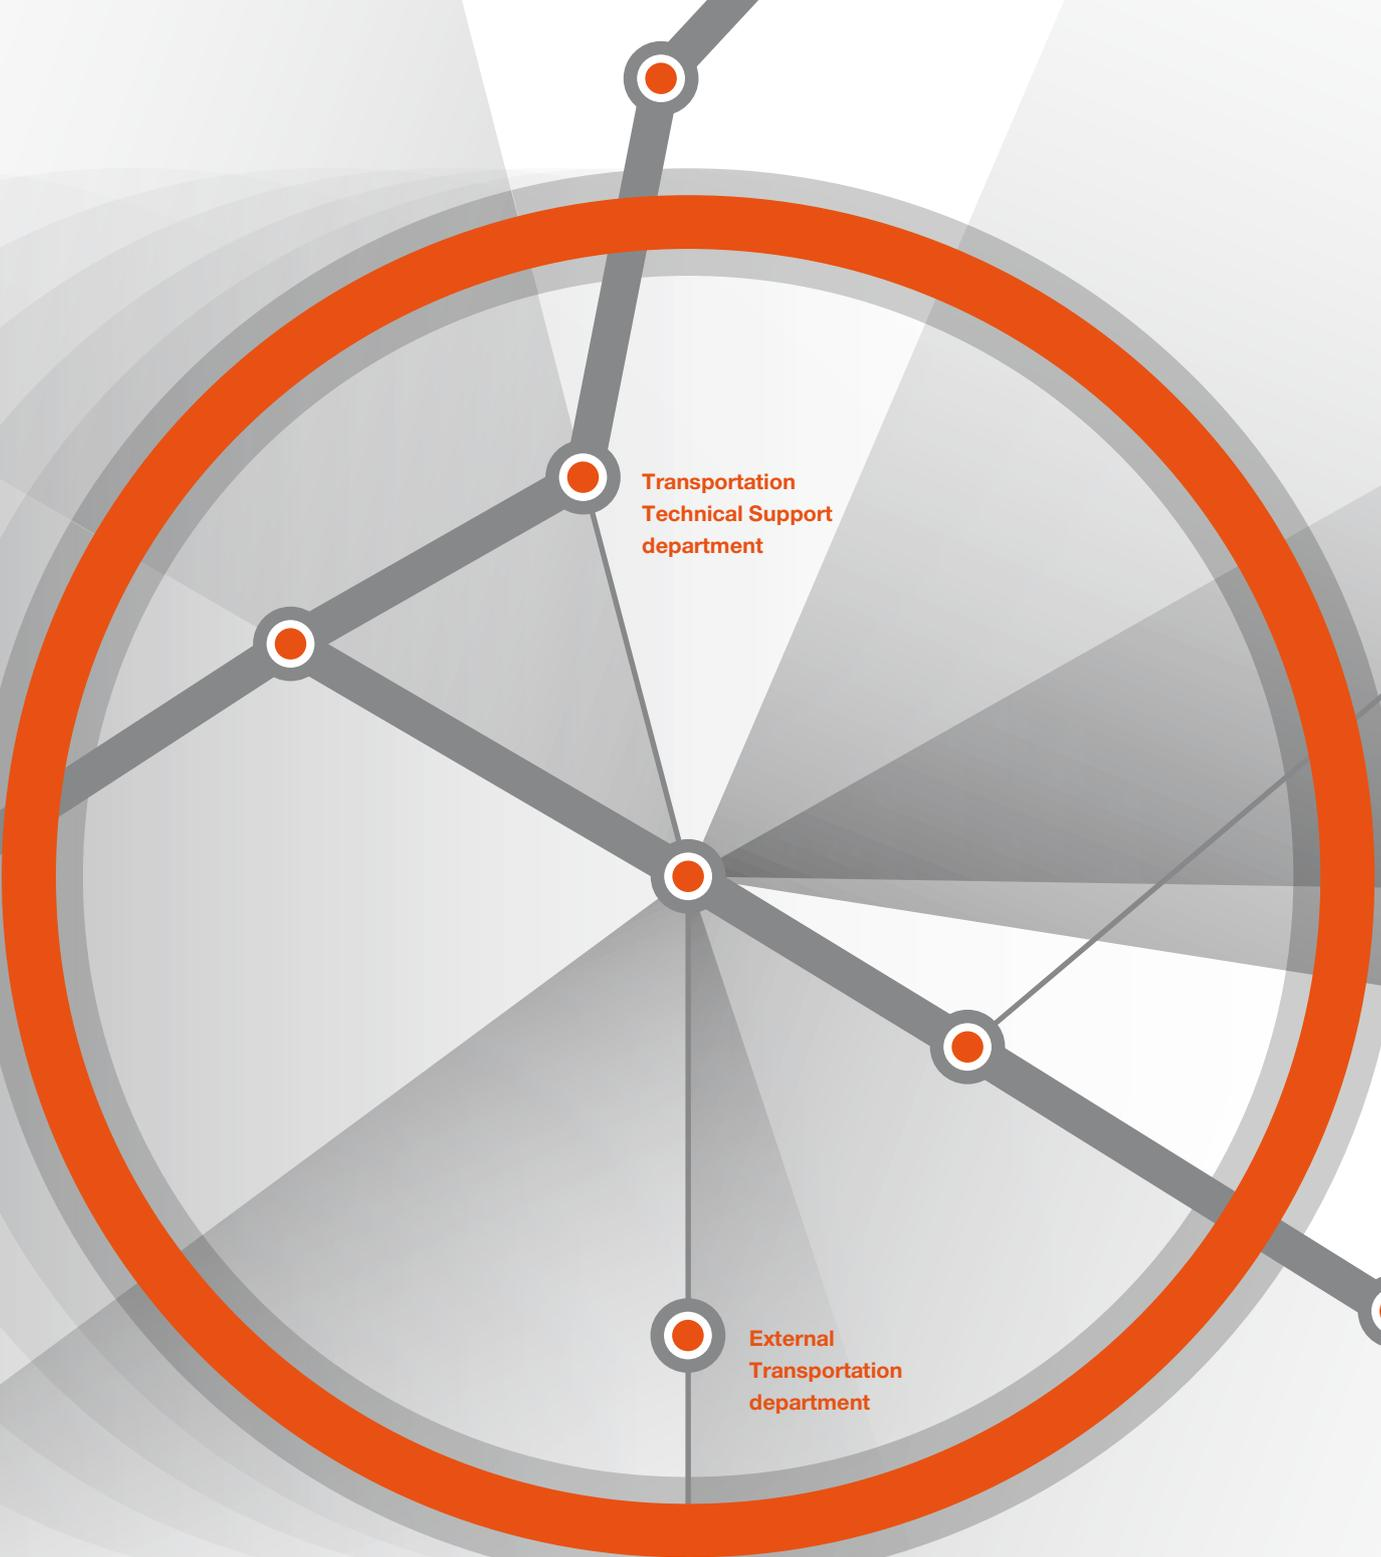 Transportation
Technical Support
department
External
Transportation
department